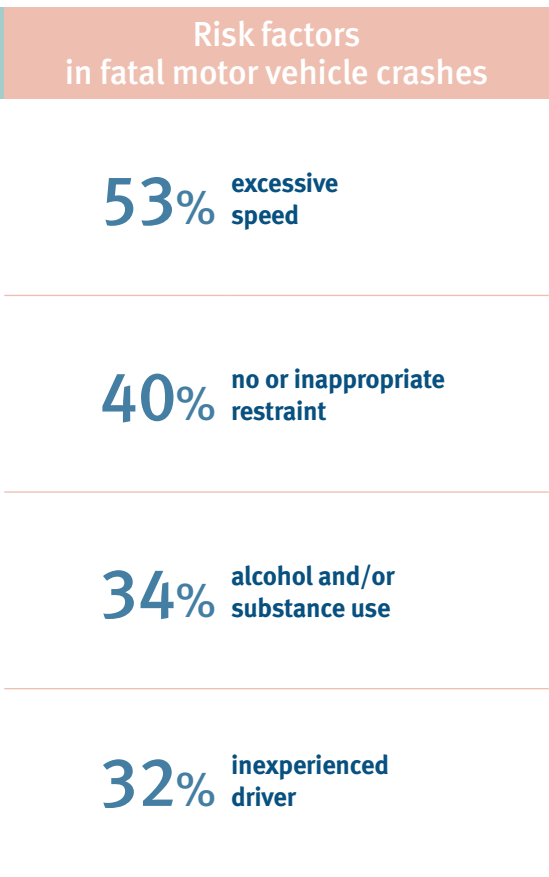 Risk factors
in fatal motor vehicle crashes
53% excessive
speed
40% no or inappropriate
restraint
34% alcohol and/or
substance use
32% inexperienced
driver